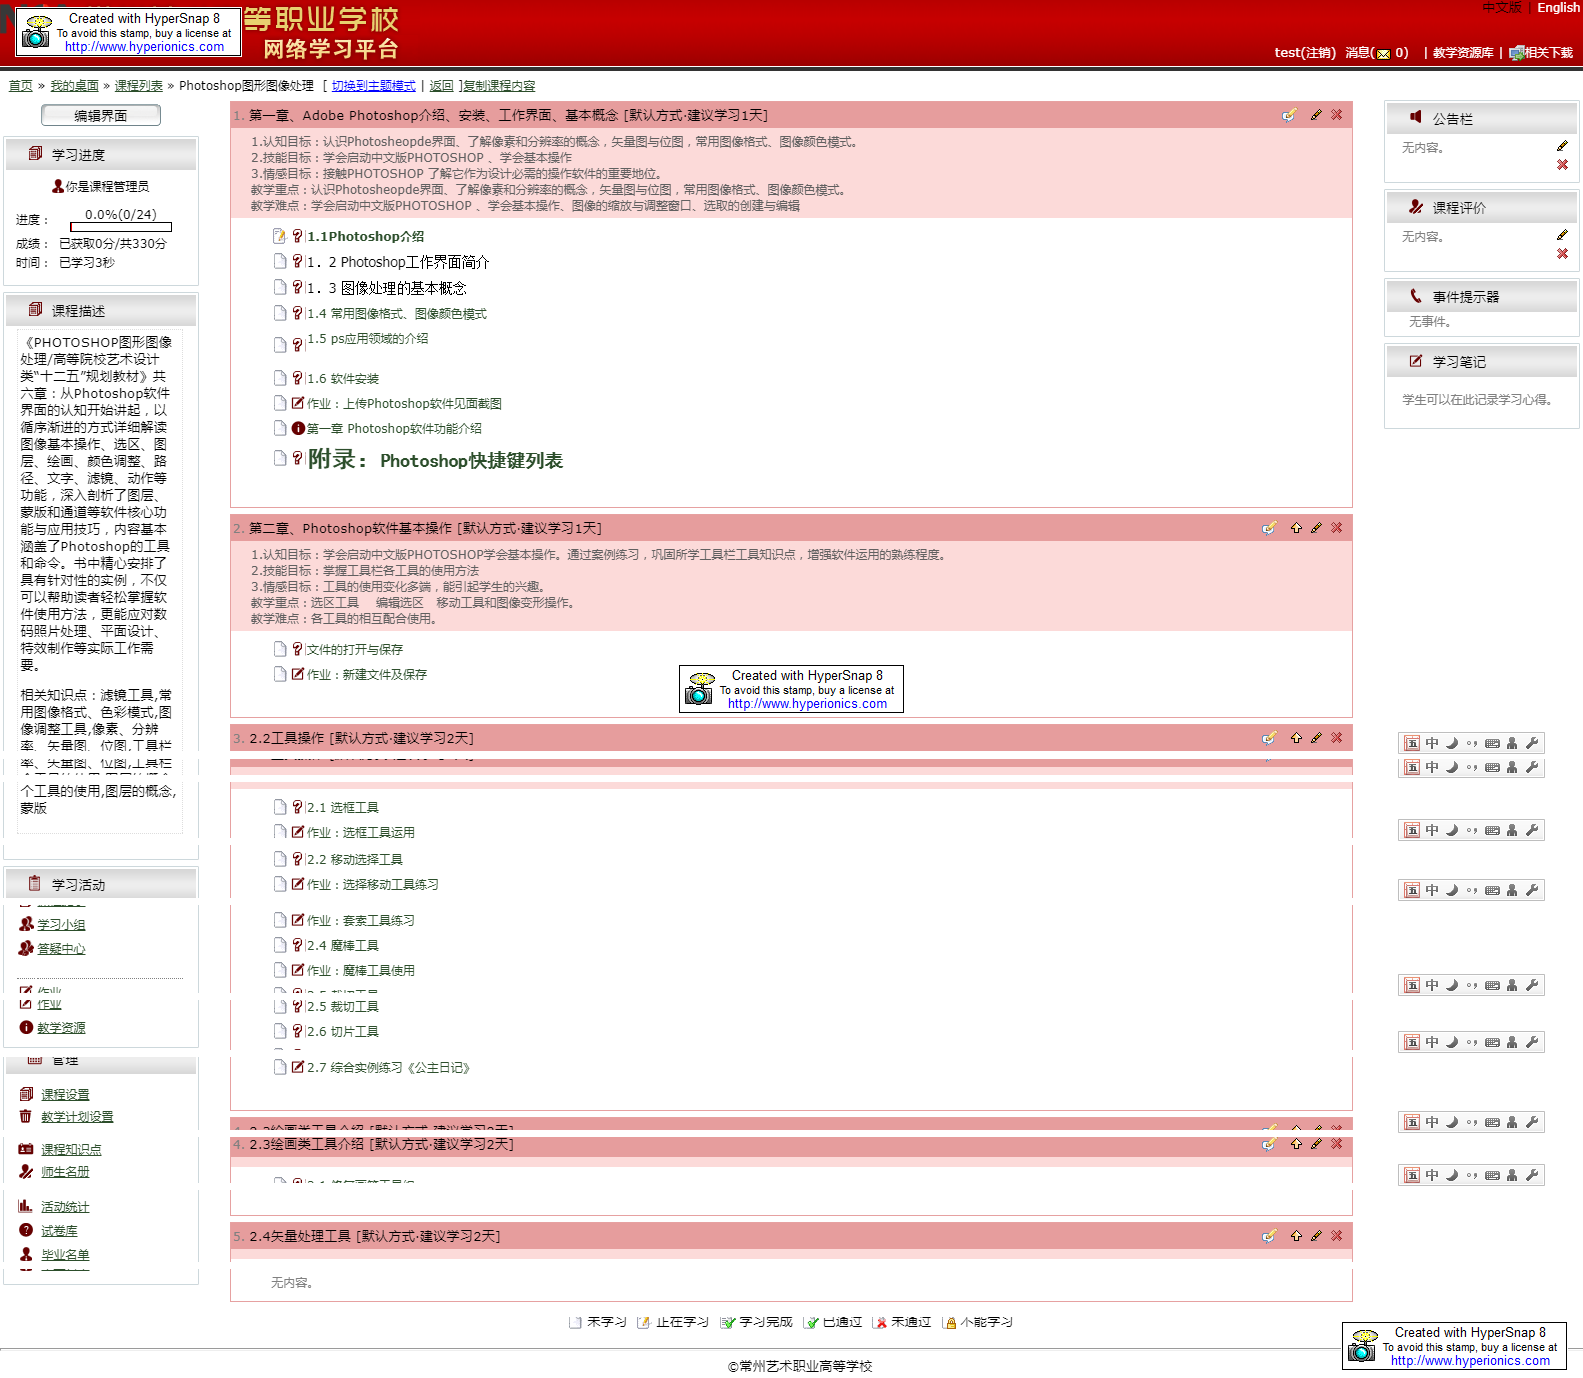 Created with HyperSnap 8
To avoid this stamp, buy a license at
http://www.hyperionics.com
等职业学校
网络学习平台
中文版 | English
test(注销) 消息( 0) | 教学资源库 | 相关下载
首页 » 我的桌面 » 课程列表 » Photoshop图形图像处理 [ 切换到主题模式 | 返回 ]复制课程内容
编辑界面
学习进度
你是课程管理员
进度： 0.0%(0/24)
成绩： 已获取0分/共330分
时间： 已学习3秒
课程描述
《PHOTOSHOP图形图像
处理/高等院校艺术设计
类“十二五”规划教材》共
六章：从Photoshop软件
界面的认知开始讲起，以
循序渐进的方式详细解读
图像基本操作、选区、图
层、绘画、颜色调整、路
径、文字、滤镜、动作等
功能，深入剖析了图层、
蒙版和通道等软件核心功
能与应用技巧，内容基本
涵盖了Photoshop的工具
和命令。书中精心安排了
具有针对性的实例，不仅
可以帮助读者轻松掌握软
件使用方法，更能应对数
码照片处理、平面设计、
特效制作等实际工作需
要。
相关知识点：滤镜工具,常
用图像格式、色彩模式,图
像调整工具,像素、分辨
率、矢量图、位图,工具栏
率、矢量图、位图,工具栏
个工具的使用,图层的概念,
蒙版
学习活动
学习小组
答疑中心
作业
作业
教学资源
管理
课程设置
教学计划设置
课程知识点
师生名册
活动统计
试卷库
毕业名单
1. 第一章、Adobe Photoshop介绍、安装、工作界面、基本概念 [默认方式·建议学习1天]
1.认知目标：认识Photosheopde界面、了解像素和分辨率的概念，矢量图与位图，常用图像格式、图像颜色模式。
2.技能目标：学会启动中文版PHOTOSHOP 、学会基本操作
3.情感目标：接触PHOTOSHOP 了解它作为设计必需的操作软件的重要地位。
教学重点：认识Photosheopde界面、了解像素和分辨率的概念，矢量图与位图，常用图像格式、图像颜色模式。
教学难点：学会启动中文版PHOTOSHOP 、学会基本操作、图像的缩放与调整窗口、选取的创建与编辑
1.1Photoshop介绍
1．2 Photoshop工作界面简介
1．3 图像处理的基本概念
1.4 常用图像格式、图像颜色模式
1.5 ps应用领域的介绍
1.6 软件安装
作业：上传Photoshop软件见面截图
第一章 Photoshop软件功能介绍
附录：Photoshop快捷键列表
2. 第二章、Photoshop软件基本操作 [默认方式·建议学习1天]
1.认知目标：学会启动中文版PHOTOSHOP学会基本操作。通过案例练习，巩固所学工具栏工具知识点，增强软件运用的熟练程度。
2.技能目标：掌握工具栏各工具的使用方法
3.情感目标：工具的使用变化多端，能引起学生的兴趣。
教学重点：选区工具 编辑选区 移动工具和图像变形操作。
教学难点：各工具的相互配合使用。
文件的打开与保存
作业：新建文件及保存
Created with HyperSnap 8
To avoid this stamp, buy a license at
http://www.hyperionics.com
3. 2.2工具操作 [默认方式·建议学习2天]
2.1 选框工具
作业：选框工具运用
2.2 移动选择工具
作业：选择移动工具练习
作业：套索工具练习
2.4 魔棒工具
作业：魔棒工具使用
2.5 裁切工具
2.6 切片工具
2.7 综合实例练习《公主日记》
4. 2.3绘画类工具介绍 [默认方式·建议学习2天]
4. 2.3绘画类工具介绍 [默认方式·建议学习2天]
5. 2.4矢量处理工具 [默认方式·建议学习2天]
无内容。
公告栏
无内容。
课程评价
无内容。
事件提示器
无事件。
学习笔记
学生可以在此记录学习心得。
五 中
五 中
五 中
五 中
五 中
五 中
五 中
五 中
未学习 正在学习 学习完成 已通过 未通过 不能学习
©常州艺术职业高等学校
Created with HyperSnap 8
To avoid this stamp, buy a license at
http://www.hyperionics.com